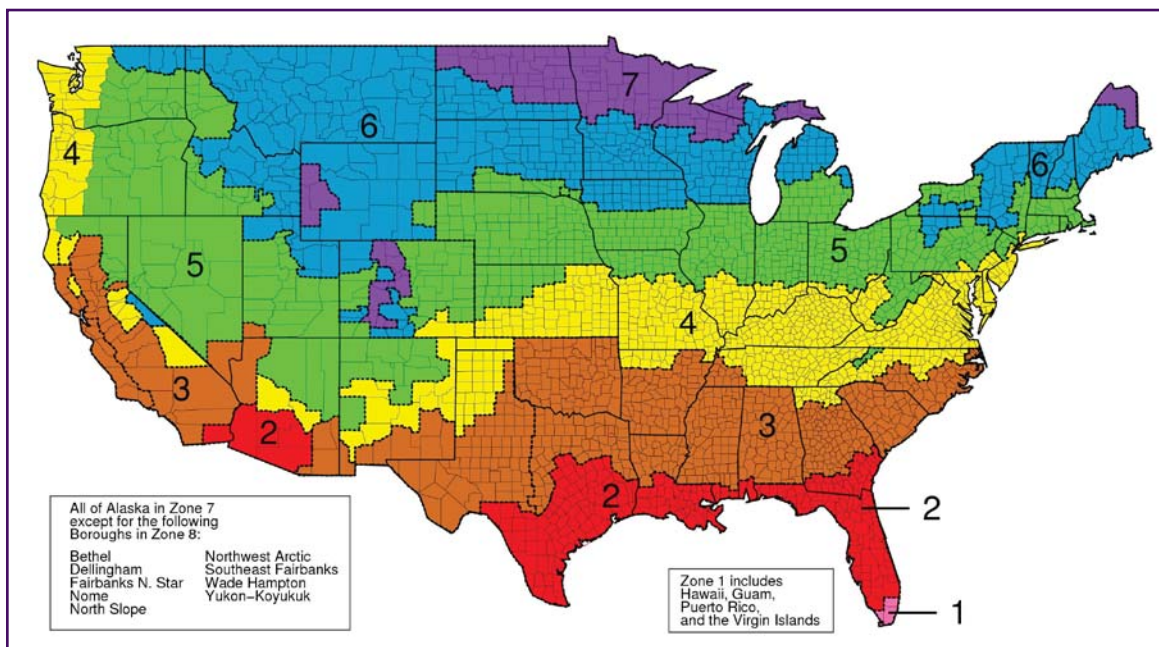 7
6
4
6
5
5
4
3
3
2
2
2
1
All of Alaska in Zone 7
except for the following
Boroughs in Zone 8:
Bethel Northwest Arctic
Dellingham Southeast Fairbanks
Fairbanks N. Star Wade Hampton
Nome Yukon-Koyukuk
North Slope
Zone 1 includes
Hawaii, Guam,
Puerto Rico,
and the Virgin Islands